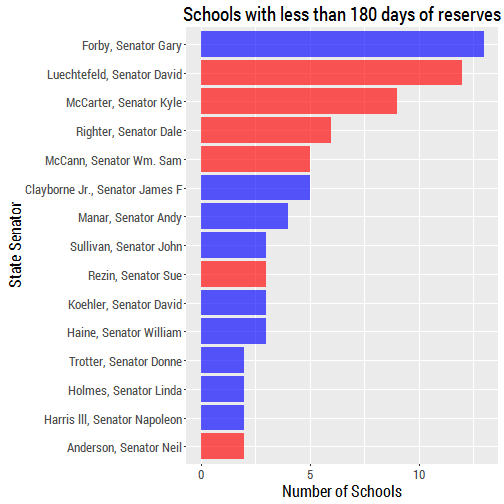 Schools with less than 180 days of reserves
State Senator
Forby, Senator Gary
Luechtefeld, Senator David
McCarter, Senator Kyle
Righter, Senator Dale
McCann, Senator Wm. Sam
Clayborne Jr., Senator James F
Manar, Senator Andy
Sullivan, Senator John
Rezin, Senator Sue
Koehler, Senator David
Haine, Senator William
Trotter, Senator Donne
Holmes, Senator Linda
Harris lll, Senator Napoleon
Anderson, Senator Neil
0 5 10
Number of Schools